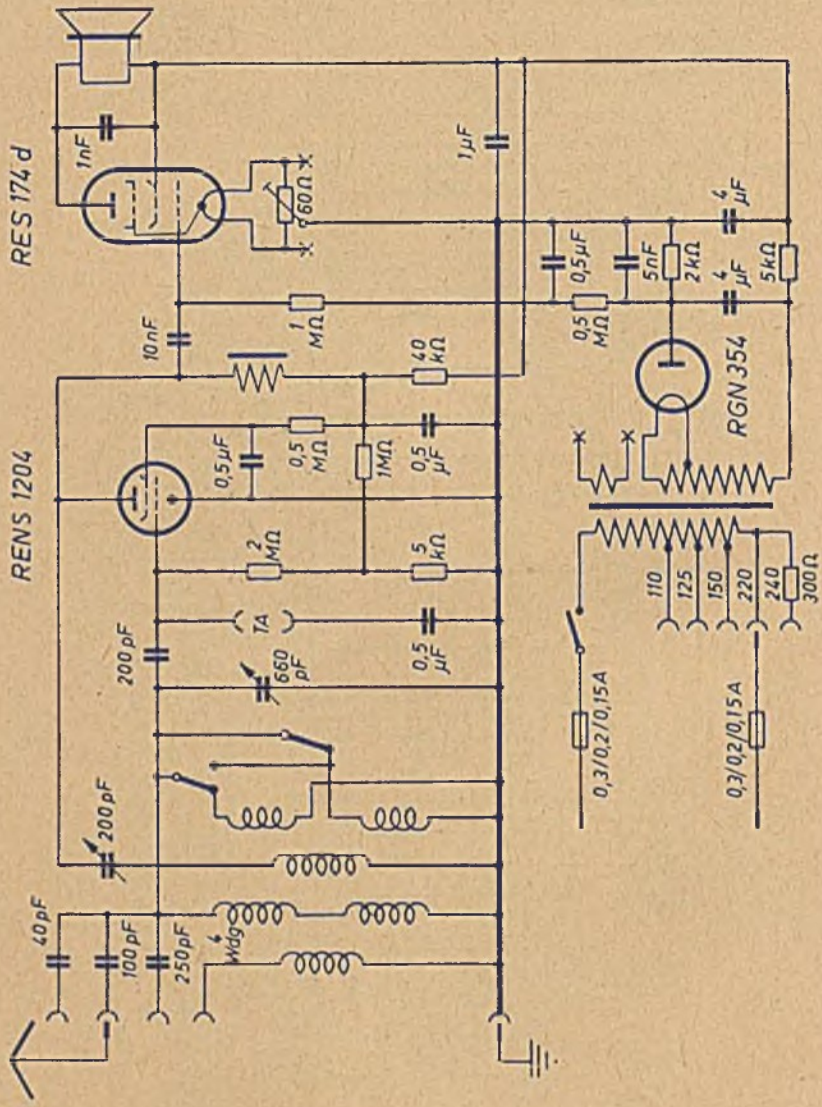 RENS 1204
RES 174 d
40 pF
100 pF
250 pF
4
Wdg
200 pF
200 pF
660
pF
TA
0,5
µF
2
MΩ
5
kΩ
0,5 µF
0,5
MΩ
1MΩ
0,5
µF
10 nF
1
MΩ
40
kΩ
1nF
60Ω
1µF
0,5µF
5nF
0,5
MΩ
2kΩ
4
µF
4
µF
5kΩ
RGN 354
110
125
150
220
240
300Ω
0,3/0,2/0,15A
0,3/0,2/0,15A